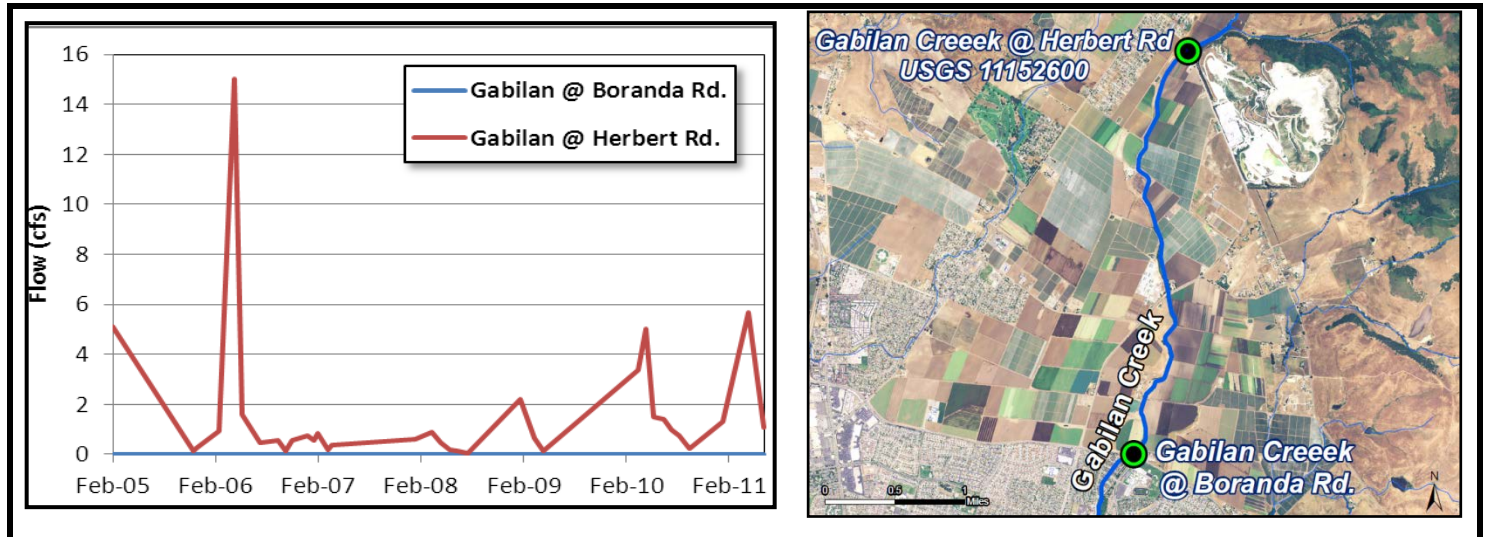 16
14
12
10
8
6
4
2
0
Flow (cfs)
Gabilan @ Boranda Rd.
Gabilan @ Herbert Rd.
Feb-05 Feb-06 Feb-07 Feb-08 Feb-09 Feb-10 Feb-11
Gabilan Creeek @ Herbert Rd
USGS 11152600
Gabilan Creek
Gabilan Creeek
@ Boranda Rd.
0 0.5 1
Miles
N